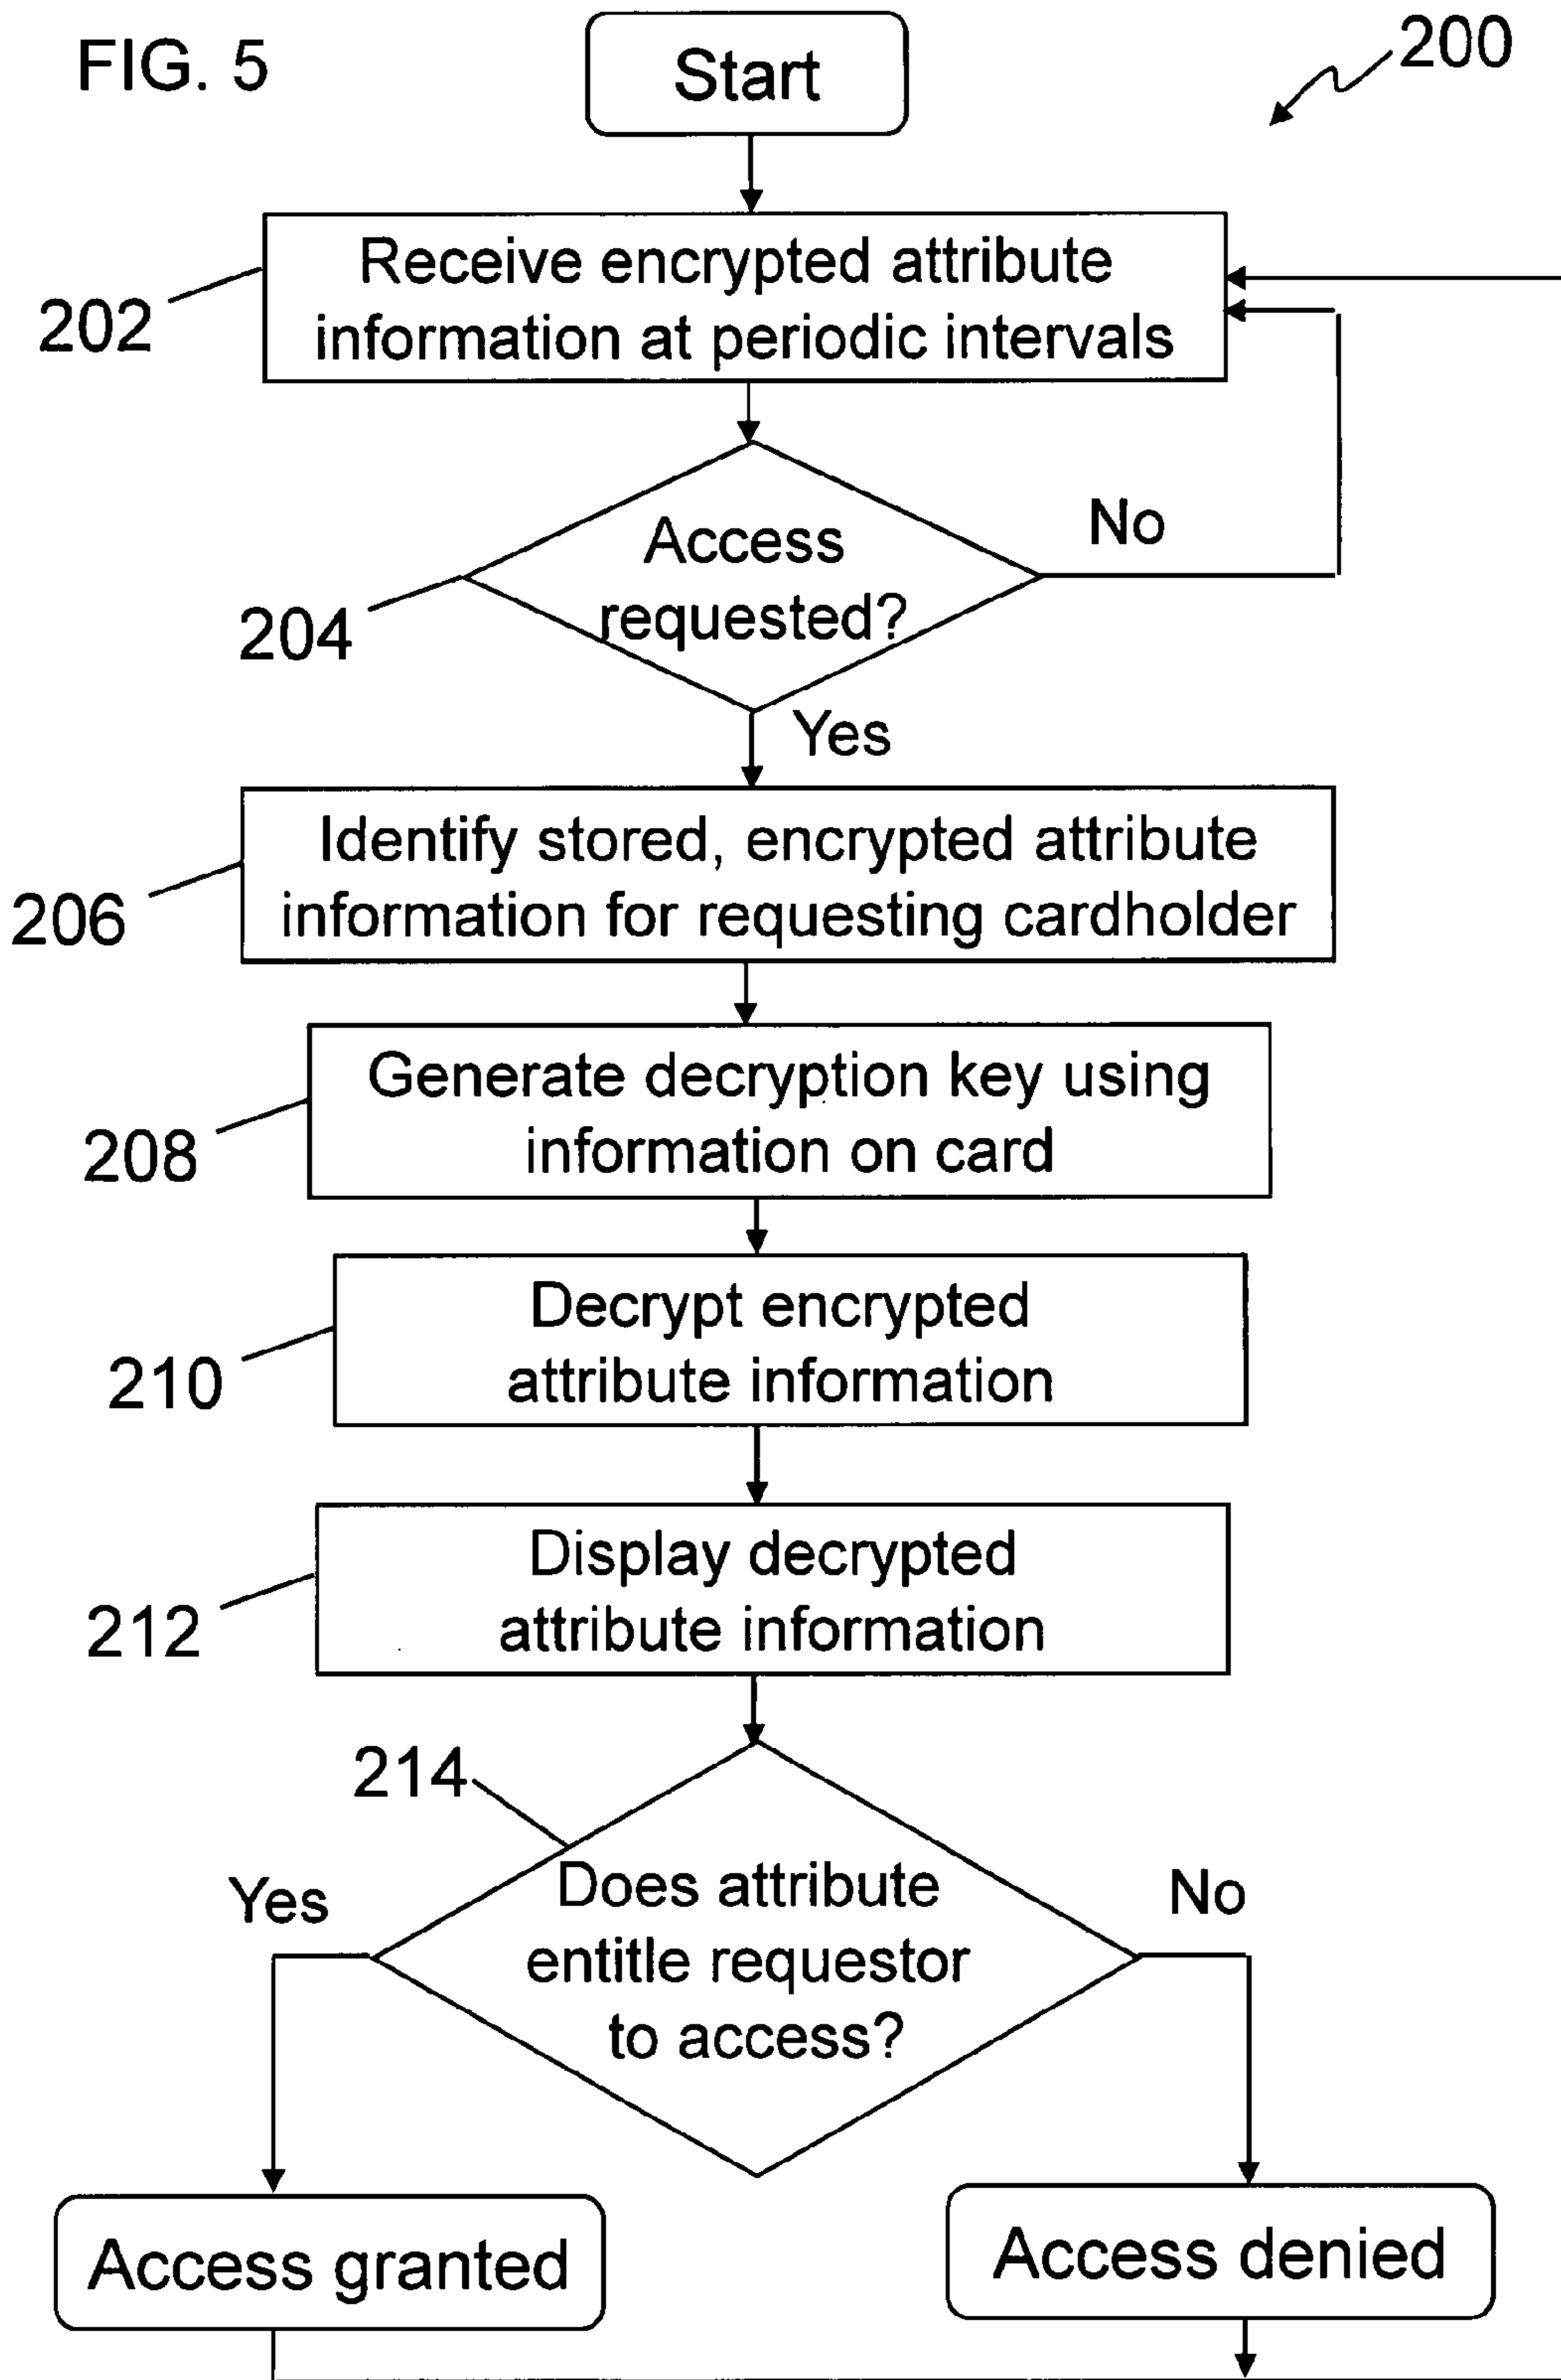 FIG. 5
Start
200
Receive encrypted attribute
information at periodic intervals
202
Access
requested?
No
204
Yes
Identify stored, encrypted attribute
information for requesting cardholder
206
Generate decryption key using
information on card
208
Decrypt encrypted
attribute information
210
Display decrypted
attribute information
212
214
Yes
Does attribute
entitle requestor
to access?
No
Access granted
Access denied